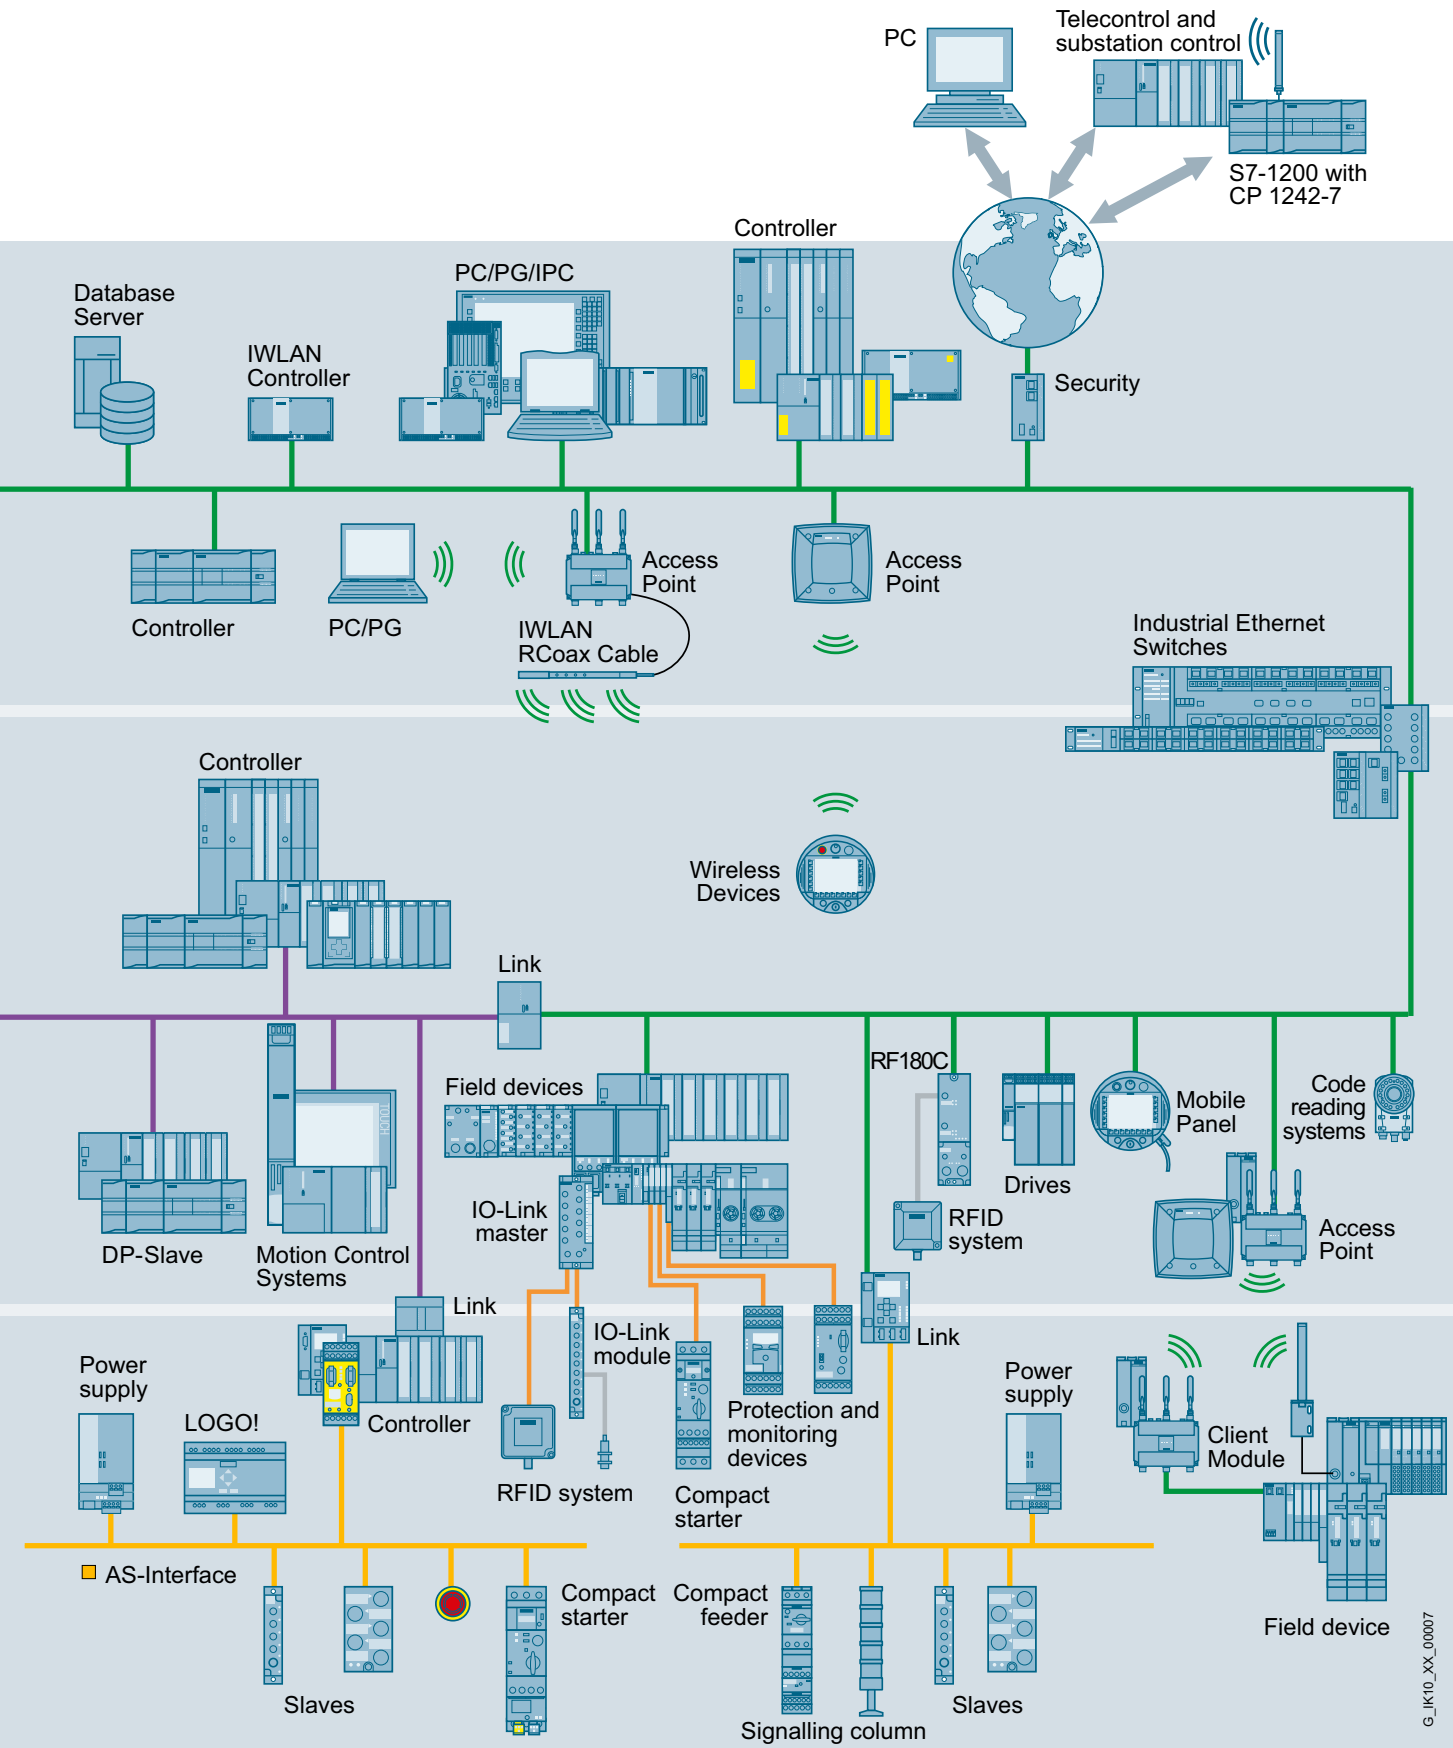 PC
Telecontrol and
substation control
S7-1200 with
CP 1242-7
Controller
PC/PG/IPC
Database
Server
IWLAN
Controller
Security
Access
Point
Access
Point
Controller
PC/PG
IWLAN
RCoax Cable
Industrial Ethernet
Switches
Controller
Wireless
Devices
Link
Field devices
RF180C
Mobile
Panel
Code
reading
systems
IO-Link
master
Drives
RFID
system
DP-Slave
Motion Control
Systems
TOUCH
Access
Point
Link
IO-Link
module
Link
Power
supply
LOGO!
Controller
Protection and
monitoring
devices
Power
supply
Client
Module
RFID system
Compact
starter
AS-Interface
Compact
starter
Compact
feeder
Field device
Slaves
Signalling column
Slaves
G_IK10_XX_00007